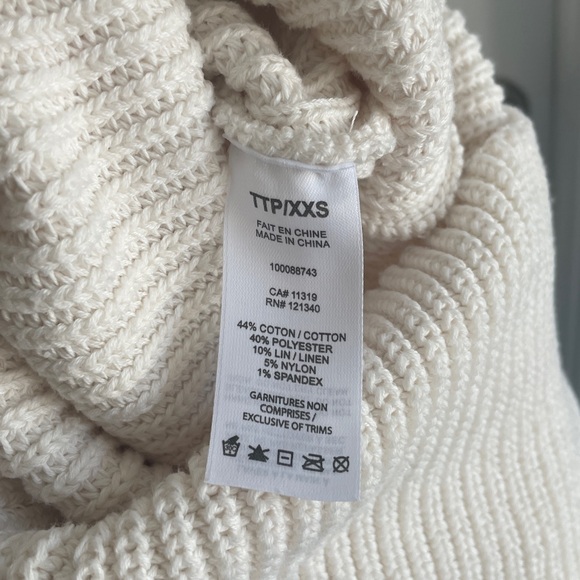 TTP/XXS
FAIT EN CHINE
MADE IN CHINA
100088743
CA# 11319
RN# 121340
44% COTON / COTTON
40% POLYESTER
10% LIN / LINEN
5% NYLON
1% SPANDEX
GARNITURES NON
COMPRISES /
EXCLUSIVE OF TRIMS